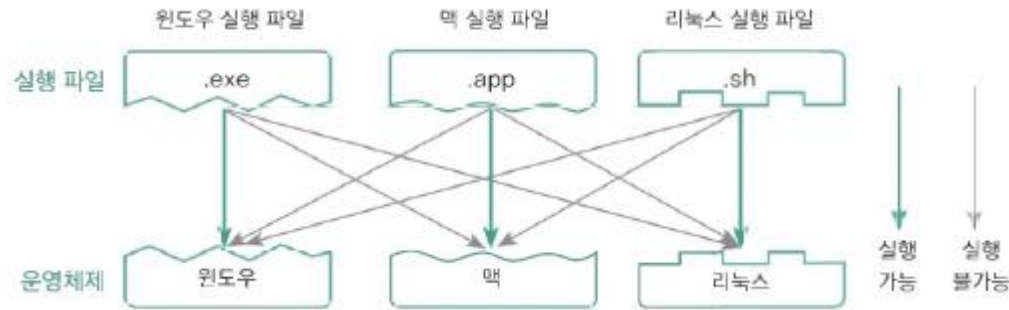 윈도우 실행 파일 맥 실행 파일 리눅스 실행 파일
실행 파일 .exe .app .sh
운영체제 윈도우 맥 리눅스
실행 가능
실행 불가능